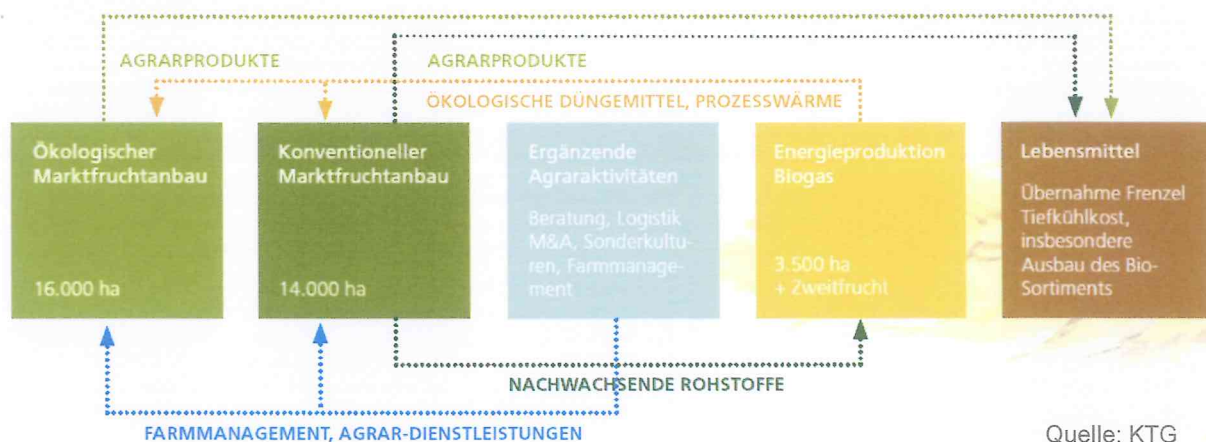 AGRARPRODUKTE
AGRARPRODUKTE
ÖKOLOGISCHE DÜNGEMITTEL, PROZESSWÄRME
Ökologischer
Marktfruchtanbau
16.000 ha
Konventioneller
Marktfruchtanbau
14.000 ha
Ergänzende
Agraraktivitäten
Beratung, Logistik
M&A, Sonderkultu-
ren, Farmmanage-
ment
Energieproduktion
Biogas
3.500 ha
+ Zweitfrucht
Lebensmittel
Übernahme Frenzel
Tiefkühlkost,
insbesondere
Ausbau des Bio-
Sortiments
NACHWACHSENDE ROHSTOFFE
FARMMANAGEMENT, AGRAR-DIENSTLEISTUNGEN
Quelle: KTG